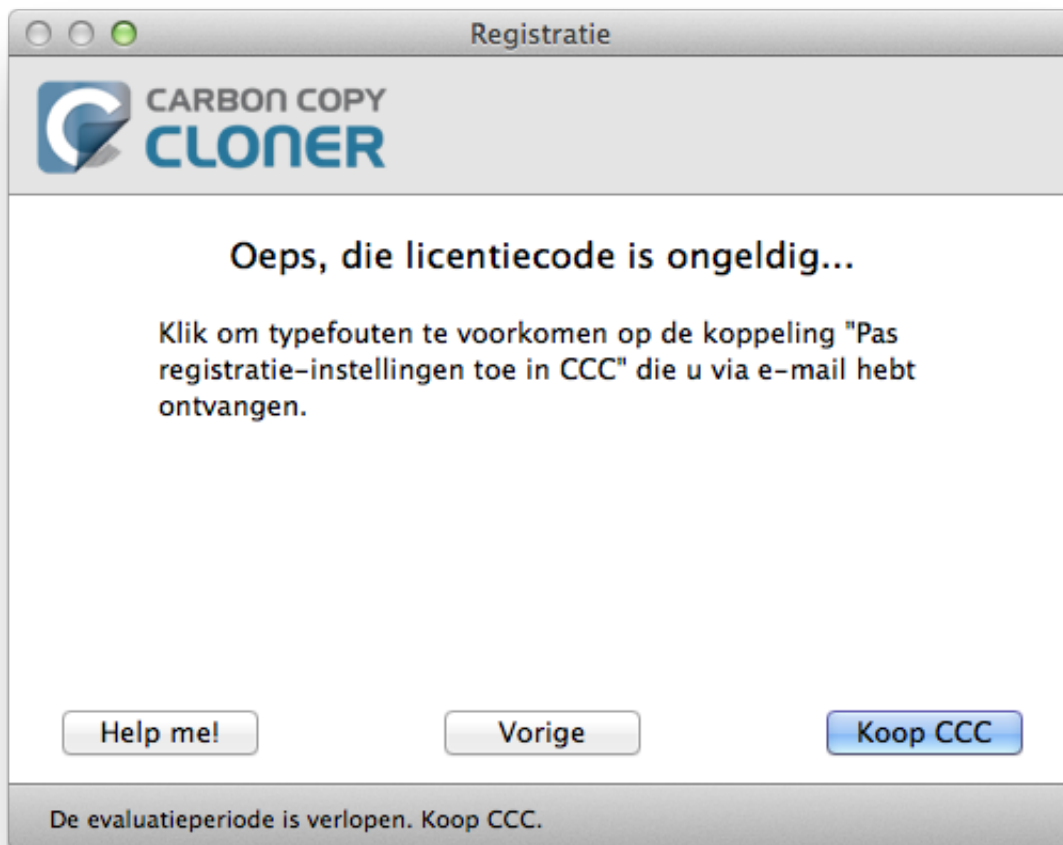 Registratie
CARBON COPY
CLONER
Oeps, die licentiecode is ongeldig...
Klik om typefouten te voorkomen op de koppeling "Pas
registratie-instellingen toe in CCC" die u via e-mail hebt
ontvangen.
Help me!
Vorige
Koop CCC
De evaluatieperiode is verlopen. Koop CCC.